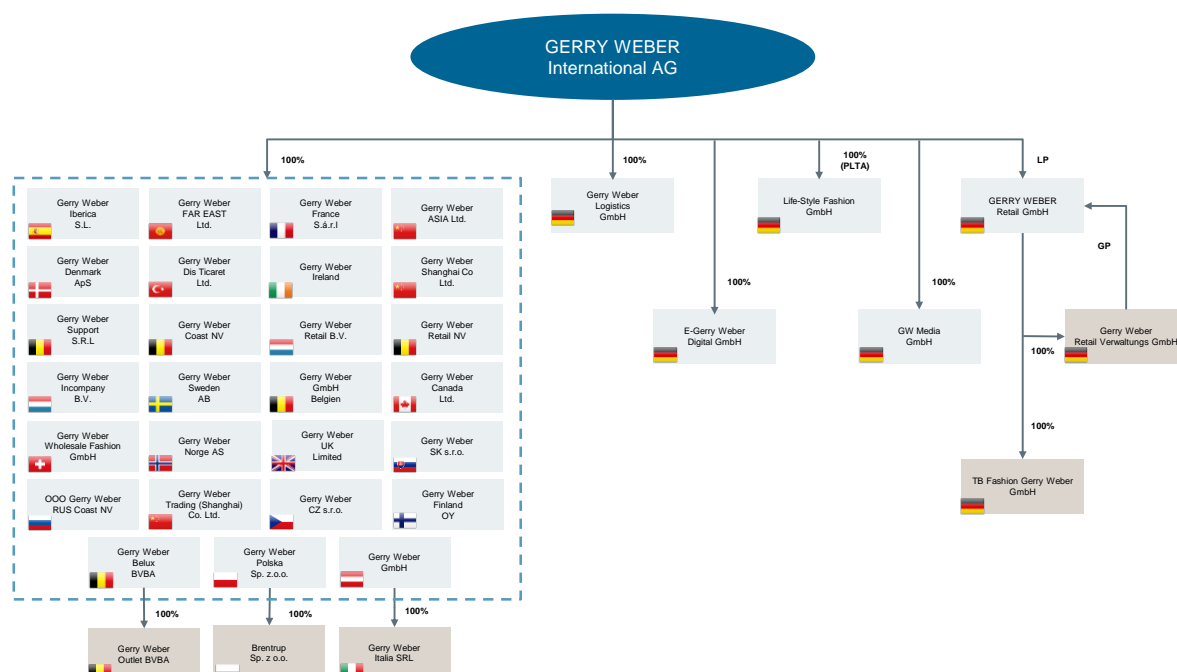 GERRY WEBER
International AG
100%
100%
100%
(PLTA)
LP
Gerry Weber
Iberica
S.L.
Gerry Weber
FAR EAST
Ltd.
Gerry Weber
France
S.á.r.l
Gerry Weber
ASIA Ltd.
Gerry Weber
Logistics
GmbH
Life-Style Fashion
GmbH
GERRY WEBER
Retail GmbH
Gerry Weber
Denmark
ApS
Gerry Weber
Dis Ticaret
Ltd.
Gerry Weber
Ireland
Gerry Weber
Shanghai Co
Ltd.
GP
100%
100%
Gerry Weber
Support
S.R.L
Gerry Weber
Coast NV
Gerry Weber
Retail B.V.
Gerry Weber
Retail NV
E-Gerry Weber
Digital GmbH
GW Media
GmbH
Gerry Weber
Retail Verwaltungs GmbH
100%
Gerry Weber
Incompany
B.V.
Gerry Weber
Sweden
AB
Gerry Weber
GmbH
Belgien
Gerry Weber
Canada
Ltd.
100%
Gerry Weber
Wholesale Fashion
GmbH
Gerry Weber
Norge AS
Gerry Weber
UK
Limited
Gerry Weber
SK s.r.o.
TB Fashion Gerry Weber
GmbH
OOO Gerry Weber
RUS Coast NV
Gerry Weber
Trading (Shanghai)
Co. Ltd.
Gerry Weber
CZ s.r.o.
Gerry Weber
Finland
OY
Gerry Weber
Belux
BVBA
Gerry Weber
Polska
Sp. z.o.o.
Gerry Weber
GmbH
100%
100%
100%
Gerry Weber
Outlet BVBA
Brentrup
Sp. z o.o.
Gerry Weber
Italia SRL